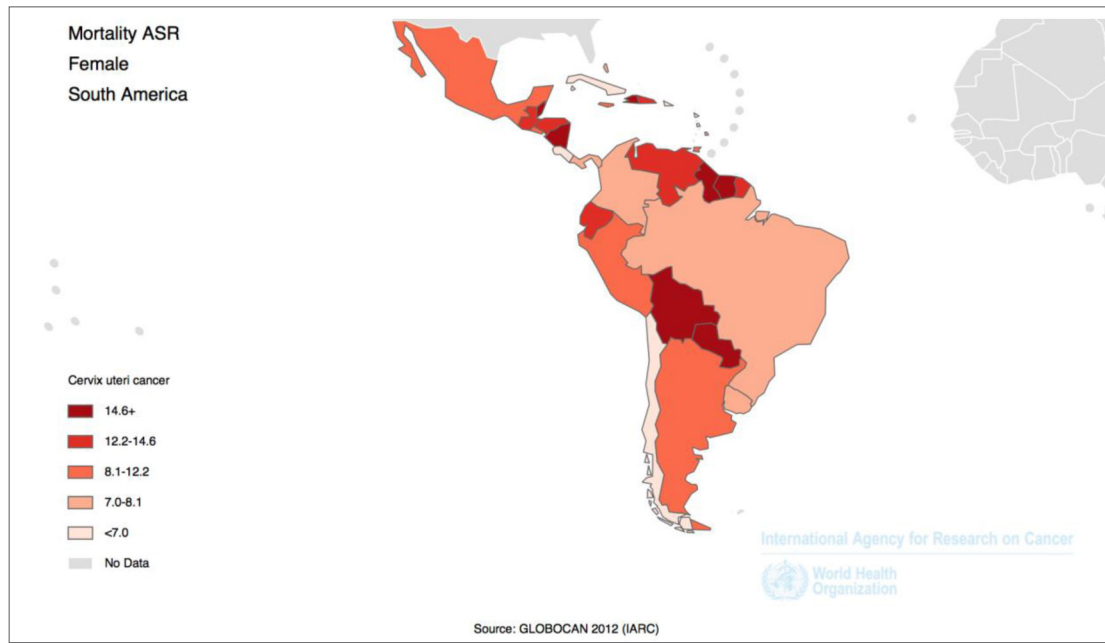 Mortality ASR
Female
South America
Cervix uteri cancer
14.6+
12.2-14.6
8.1-12.2
7.0-8.1
<7.0
No Data
International Agency for Research on Cancer
World Health
Organization
Source: GLOBOCAN 2012 (IARC)